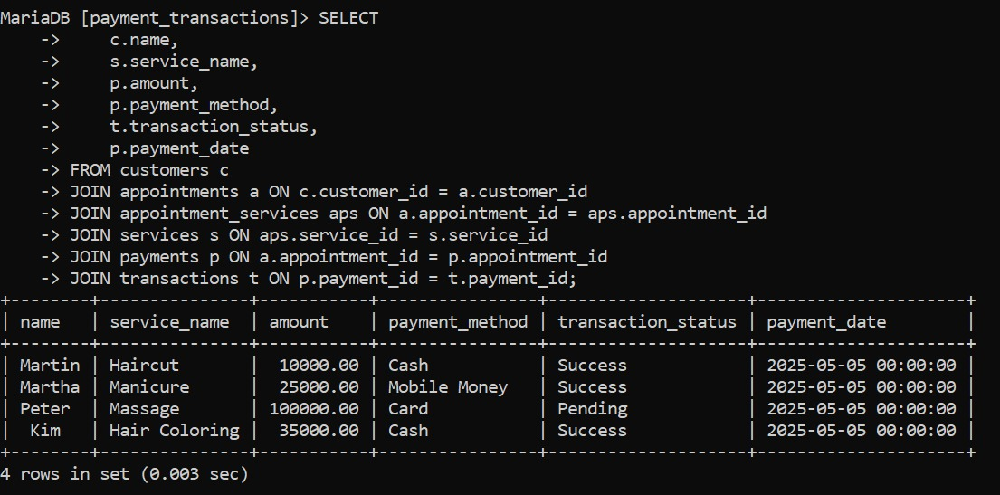 MariaDB [payment_transactions]> SELECT
    ->     c.name,
    ->     s.service_name,
    ->     p.amount,
    ->     p.payment_method,
    ->     t.transaction_status,
    ->     p.payment_date
    -> FROM customers c
    -> JOIN appointments a ON c.customer_id = a.customer_id
    -> JOIN appointment_services aps ON a.appointment_id = aps.appointment_id
    -> JOIN services s ON aps.service_id = s.service_id
    -> JOIN payments p ON a.appointment_id = p.appointment_id
    -> JOIN transactions t ON p.payment_id = t.payment_id;
+--------+---------------+-----------+----------------+--------------------+---------------------+
| name   | service_name  | amount    | payment_method | transaction_status | payment_date        |
+--------+---------------+-----------+----------------+--------------------+---------------------+
| Martin | Haircut       |  10000.00 | Cash           | Success            | 2025-05-05 00:00:00 |
| Martha | Manicure      |  25000.00 | Mobile Money   | Success            | 2025-05-05 00:00:00 |
| Peter  | Massage       | 100000.00 | Card           | Pending            | 2025-05-05 00:00:00 |
|  Kim   | Hair Coloring |  35000.00 | Cash           | Success            | 2025-05-05 00:00:00 |
+--------+---------------+-----------+----------------+--------------------+---------------------+
4 rows in set (0.003 sec)